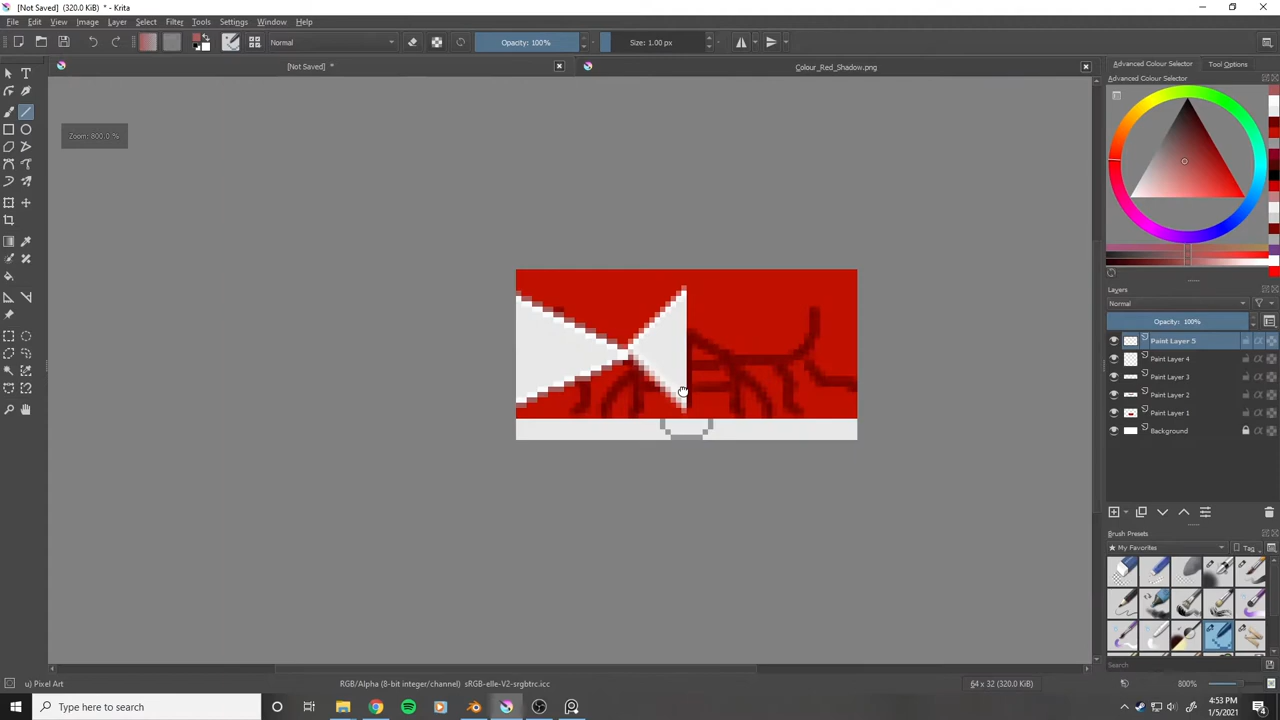 [Not Saved] (320.0 KiB) * - Krita
File Edit View Image Layer Select Filter Tools Settings Window Help
Normal Opacity: 100% Size: 1.00 px
[Not Saved] * Colour_Red_Shadow.png
Advanced Colour Selector Tool Options
Advanced Colour Selector
Zoom: 800.0 %
Layers
Normal
Opacity: 100%
Paint Layer 5
Paint Layer 4
Paint Layer 3
Paint Layer 2
Paint Layer 1
Background
Brush Presets
My Favorites Tag
Search
u) Pixel Art RGB/Alpha (8-bit integer/channel) sRGB-elle-V2-srgbtrc.icc 64 x 32 (320.0 KiB) 800%
Type here to search
4:53 PM
1/5/2021
4